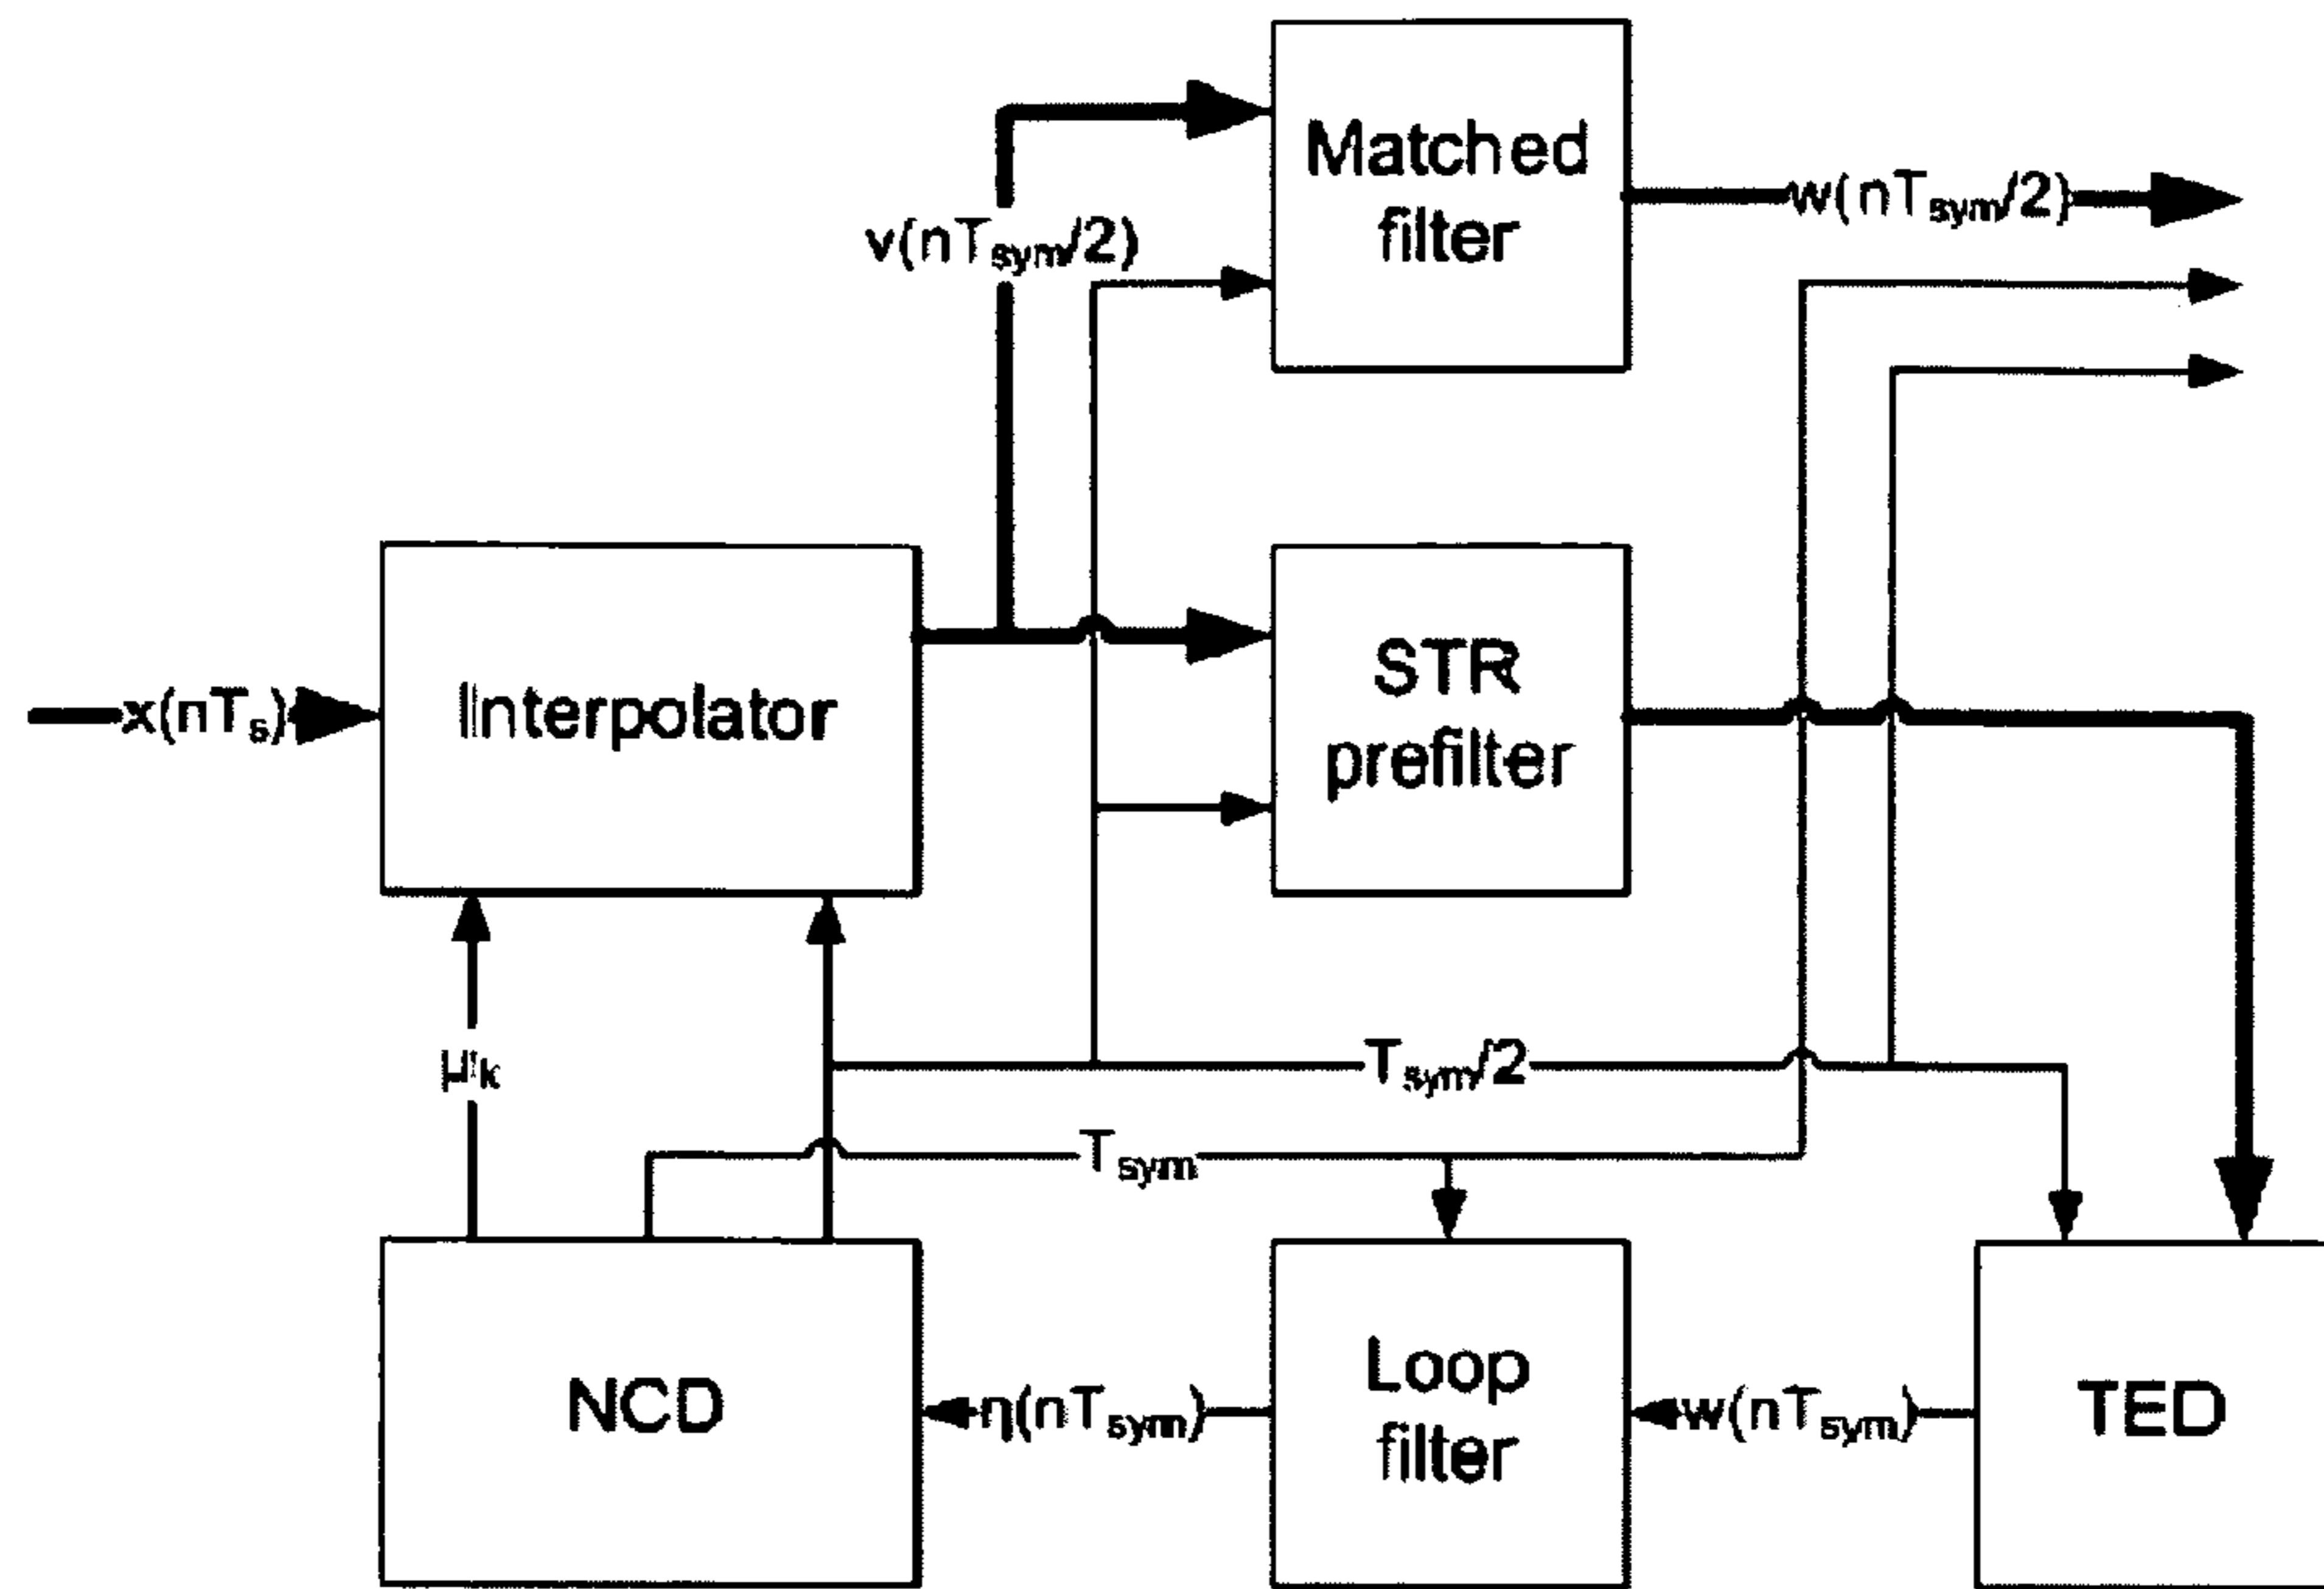 Matched
filter
w(nTsym/2)
v(nTsym/2)
x(nTs)
Interpolator
STR
prefilter
μk
Tsym/2
Tsym
NCD
η(nTsym)
Loop
filter
w(nTsym)
TED